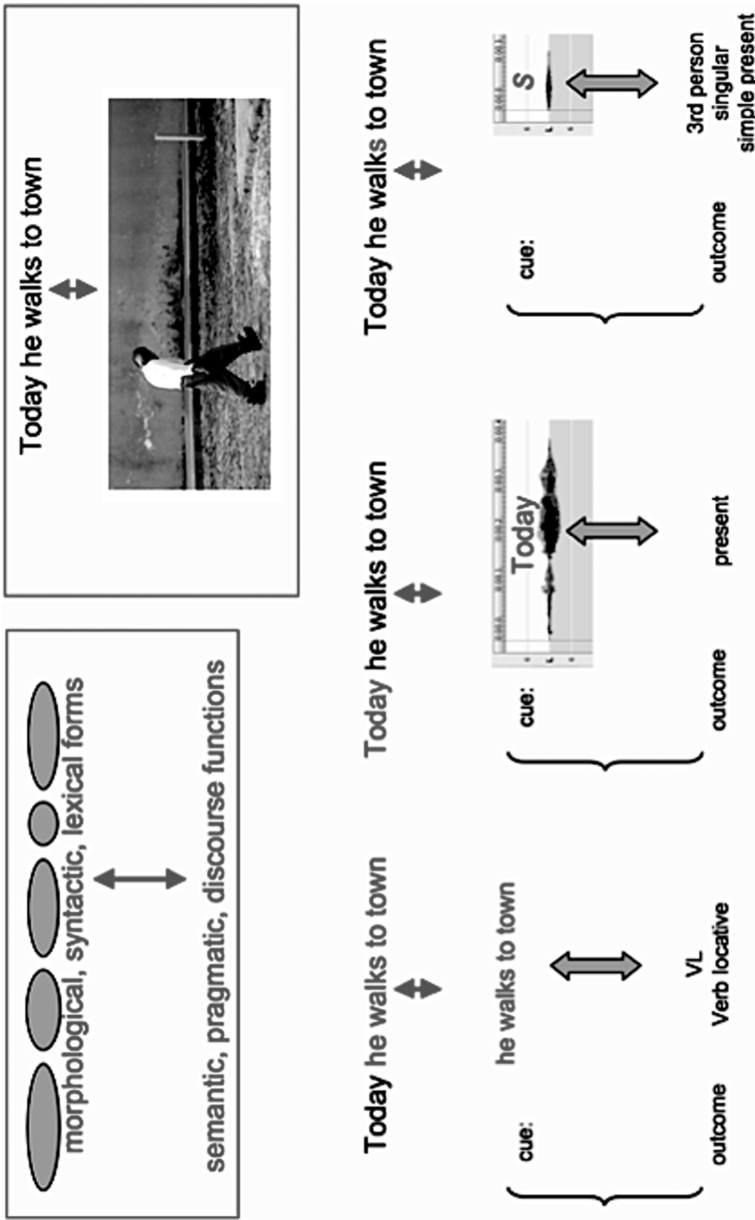 morphological, syntactic, lexical forms
semantic, pragmatic, discourse functions
Today he walks to town
Today he walks to town
cue:
he walks to town
outcome
VL
Verb locative
Today he walks to town
cue:
Today
outcome
present
Today he walks to town
cue:
S
outcome
3rd person
singular
simple present